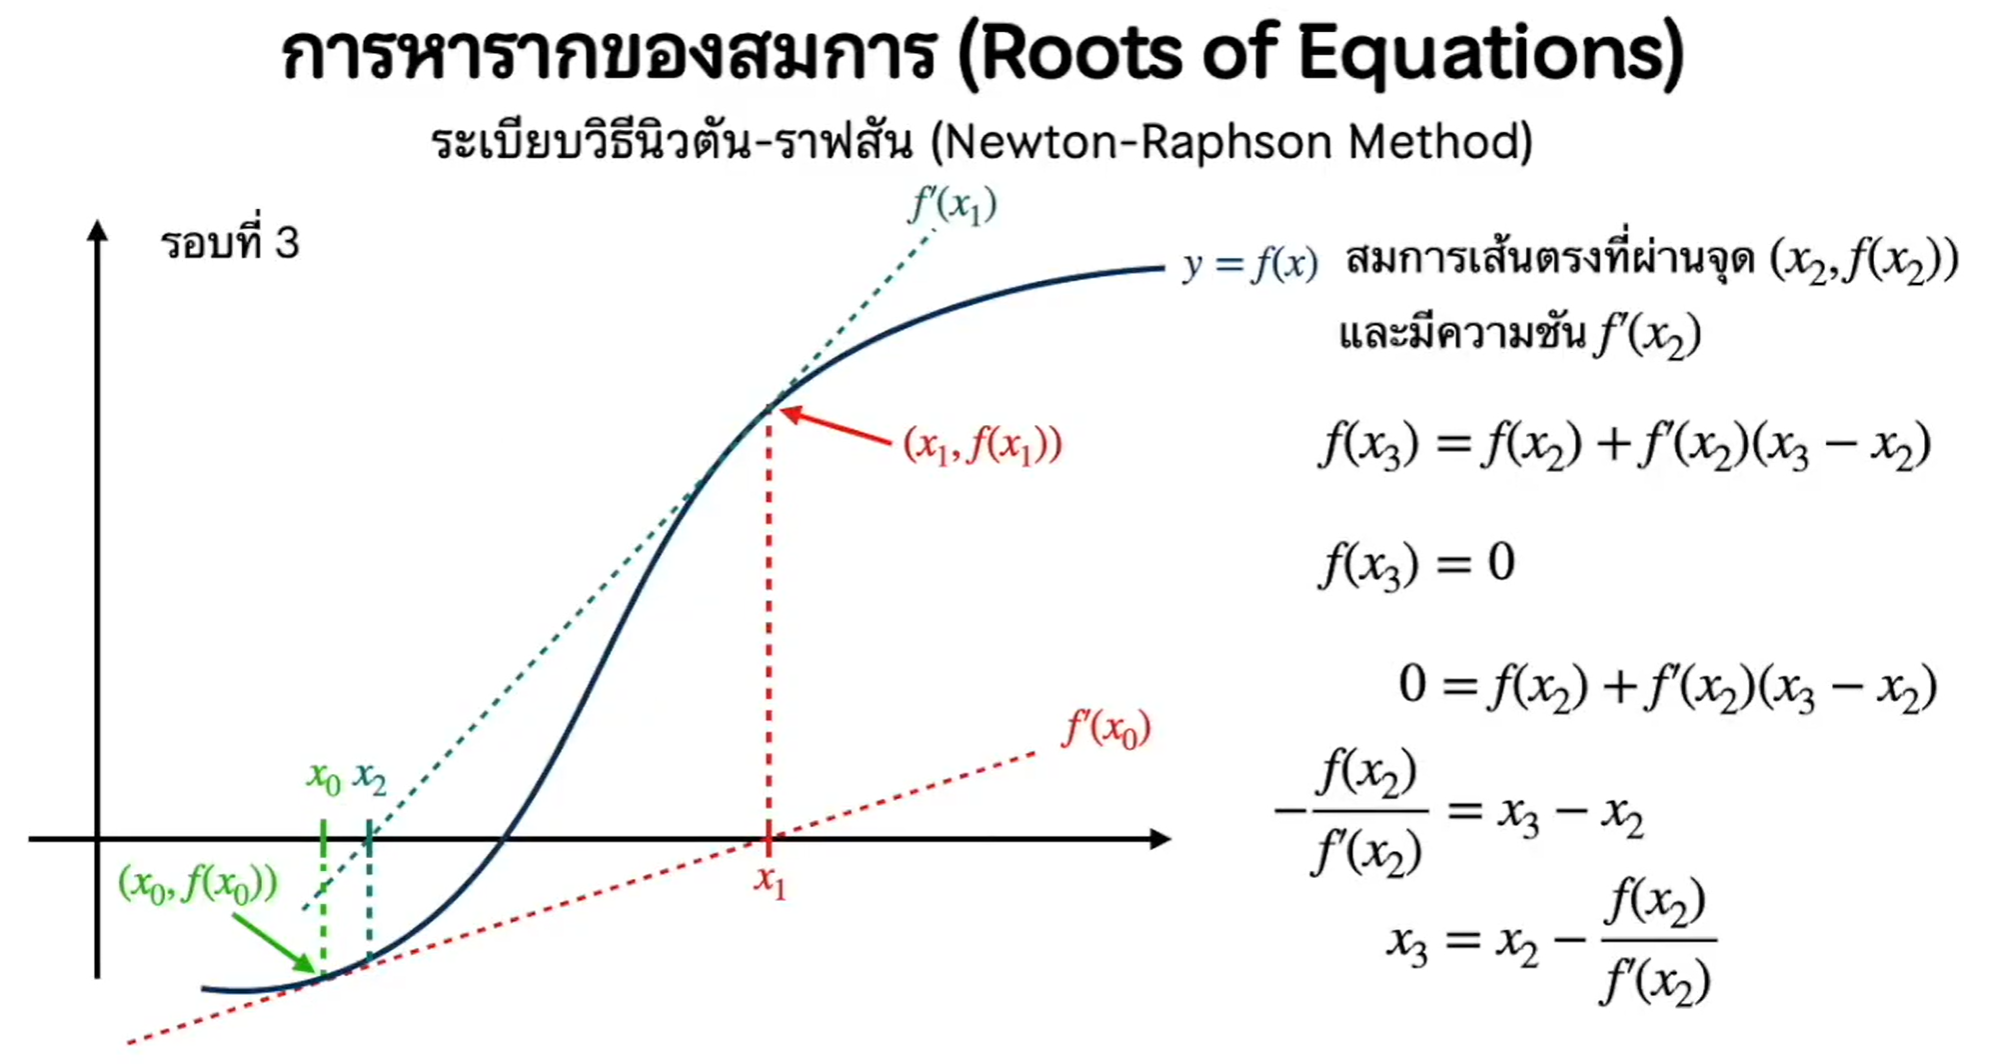 การหารากของสมการ (Roots of Equations)
ระเบียบวิธีนิวตัน-ราฟสัน (Newton-Raphson Method)
รอบที่ 3
f′(x₁)
y = f(x)
(x₁, f(x₁))
f′(x₀)
x₀ x₂
(x₀, f(x₀))
x₁
สมการเส้นตรงที่ผ่านจุด (x₂, f(x₂))
และมีความชัน f′(x₂)
f(x₃) = f(x₂) + f′(x₂)(x₃ − x₂)
f(x₃) = 0
0 = f(x₂) + f′(x₂)(x₃ − x₂)
−f(x₂)/f′(x₂) = x₃ − x₂
x₃ = x₂ − f(x₂)/f′(x₂)